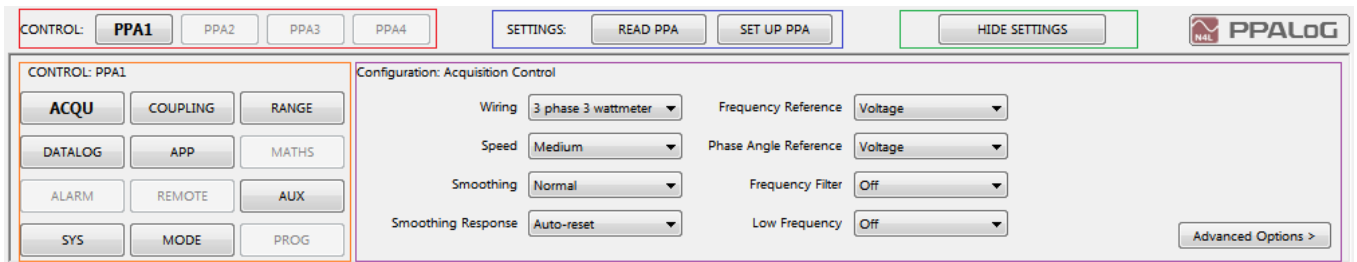 CONTROL: PPA1 PPA2 PPA3 PPA4 SETTINGS: READ PPA SET UP PPA HIDE SETTINGS N4L PPALoG
CONTROL: PPA1 Configuration: Acquisition Control
ACQU COUPLING RANGE Wiring 3 phase 3 wattmeter Frequency Reference Voltage
DATALOG APP MATHS Speed Medium Phase Angle Reference Voltage
ALARM REMOTE AUX Smoothing Normal Frequency Filter Off
SYS MODE PROG Smoothing Response Auto-reset Low Frequency Off Advanced Options >